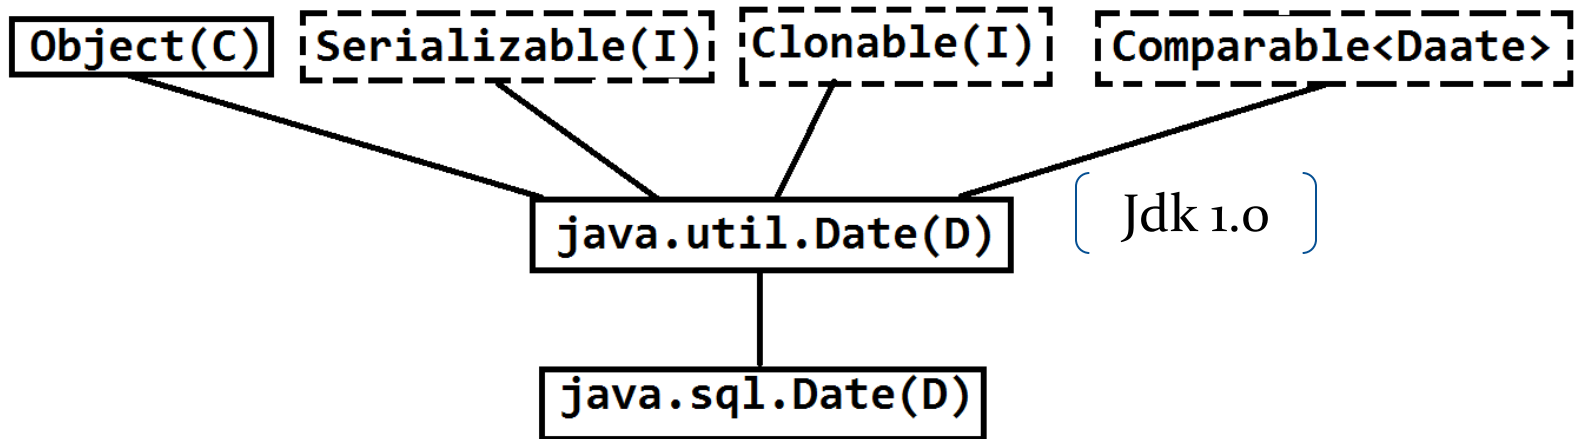 Object(C)
Serializable(I)
Clonable(I)
Comparable<Daate>
java.util.Date(D)
Jdk 1.0
java.sql.Date(D)